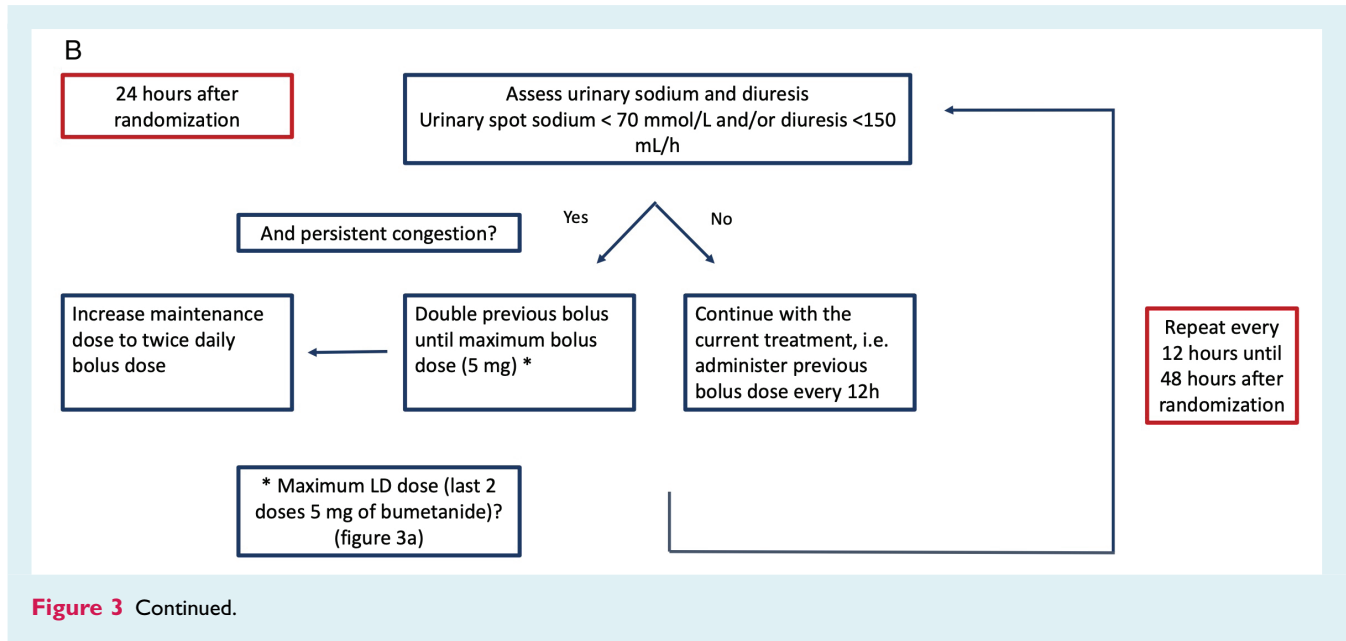 B
24 hours after
randomization
Assess urinary sodium and diuresis
Urinary spot sodium < 70 mmol/L and/or diuresis <150
mL/h
And persistent congestion?
Yes
No
Increase maintenance
dose to twice daily
bolus dose
Double previous bolus
until maximum bolus
dose (5 mg) *
Continue with the
current treatment, i.e.
administer previous
bolus dose every 12h
Repeat every
12 hours until
48 hours after
randomization
* Maximum LD dose (last 2
doses 5 mg of bumetanide)?
(figure 3a)
Figure 3 Continued.